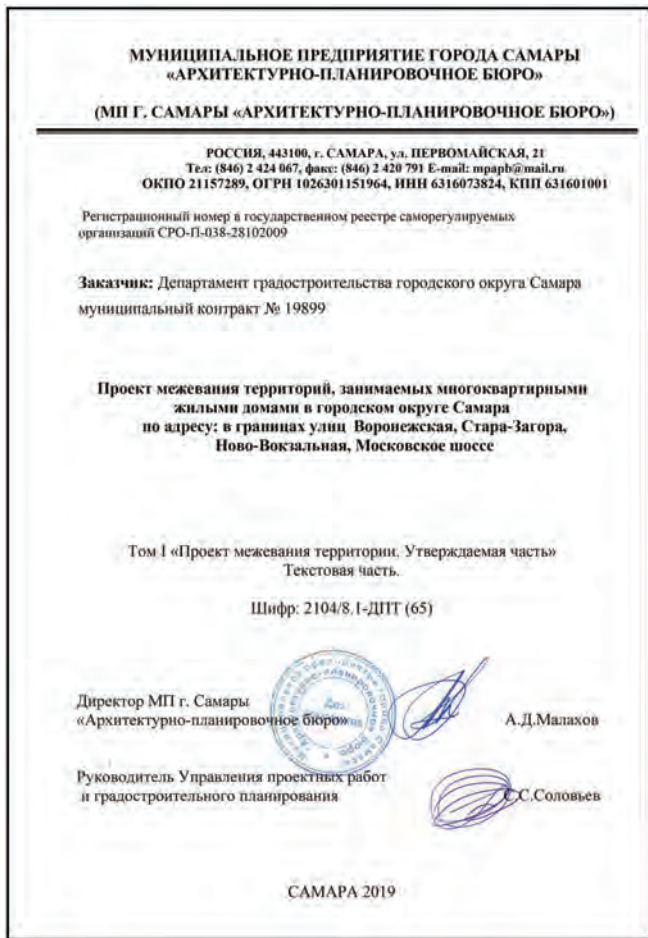 МУНИЦИПАЛЬНОЕ ПРЕДПРИЯТИЕ ГОРОДА САМАРЫ
«АРХИТЕКТУРНО-ПЛАНИРОВОЧНОЕ БЮРО»
(МП Г. САМАРЫ «АРХИТЕКТУРНО-ПЛАНИРОВОЧНОЕ БЮРО»)
РОССИЯ, 443100, г. САМАРА, ул. ПЕРВОМАЙСКАЯ, 21
Тел: (846) 2 424 067, факс: (846) 2 420 791 E-mail: mpapb@mail.ru
ОКПО 21157289, ОГРН 1026301151964, ИНН 6316073824, КПП 631601001
Регистрационный номер в государственном реестре саморегулируемых
организаций СРО-П-038-28102009
Заказчик: Департамент градостроительства городского округа Самара
муниципальный контракт № 19899
Проект межевания территорий, занимаемых многоквартирными
жилыми домами в городском округе Самара
по адресу: в границах улиц Воронежская, Стара-Загора,
Ново-Вокзальная, Московское шоссе
Том I «Проект межевания территории. Утверждаемая часть»
Текстовая часть.
Шифр: 2104/8.1-ДПТ (65)
Директор МП г. Самары
«Архитектурно-планировочное бюро» А.Д.Малахов
Руководитель Управления проектных работ
и градостроительного планирования С.С.Соловьев
САМАРА 2019